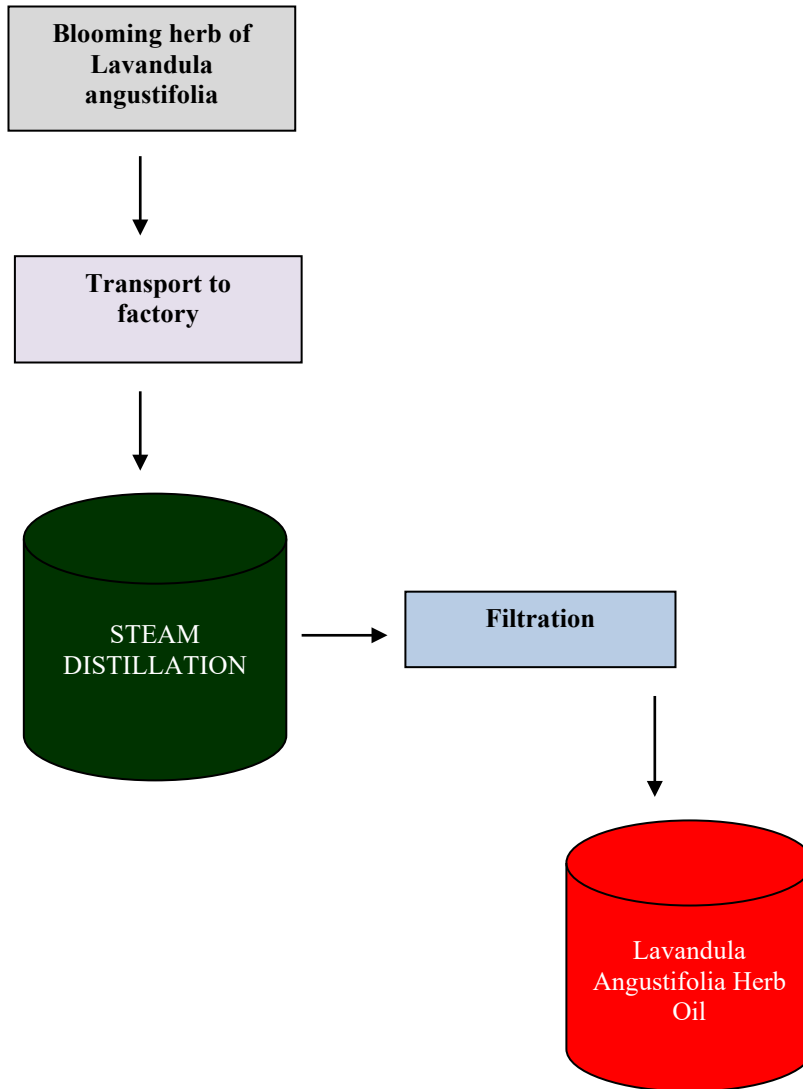 Blooming herb of
Lavandula
angustifolia
Transport to
factory
STEAM
DISTILLATION
Filtration
Lavandula
Angustifolia Herb
Oil